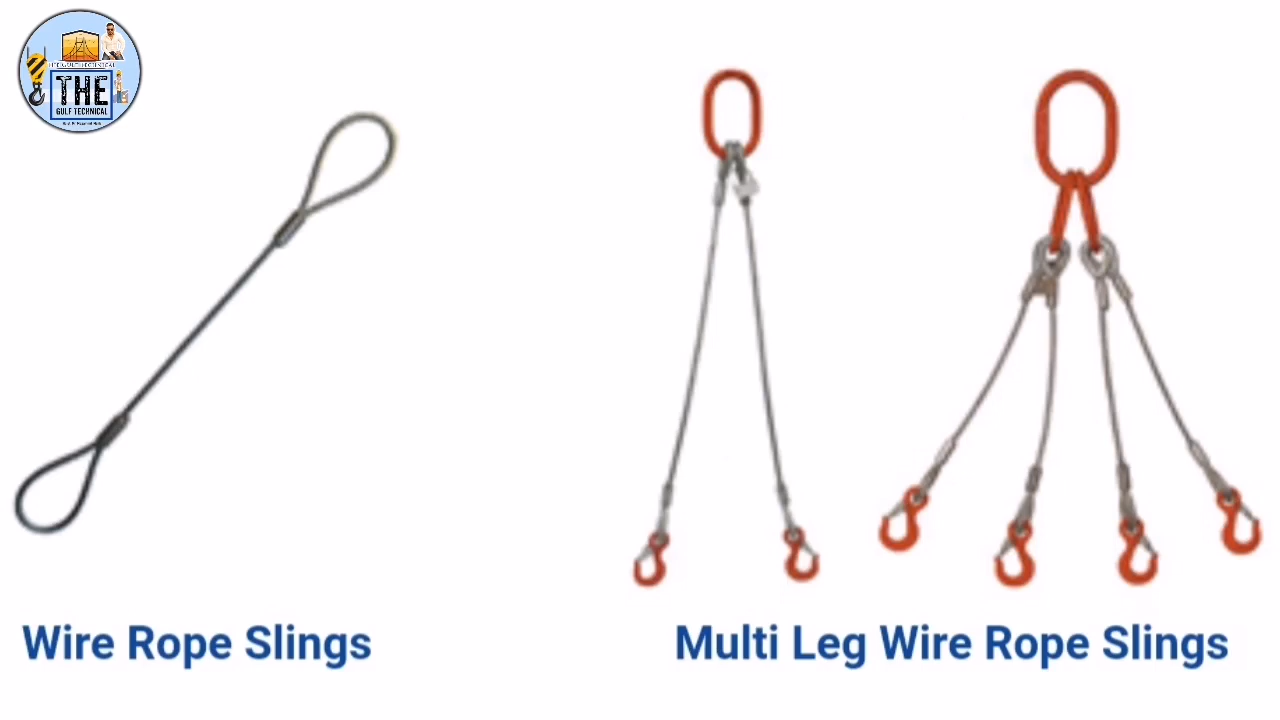 THE
GULF TECHNICAL
Wire Rope Slings
Multi Leg Wire Rope Slings